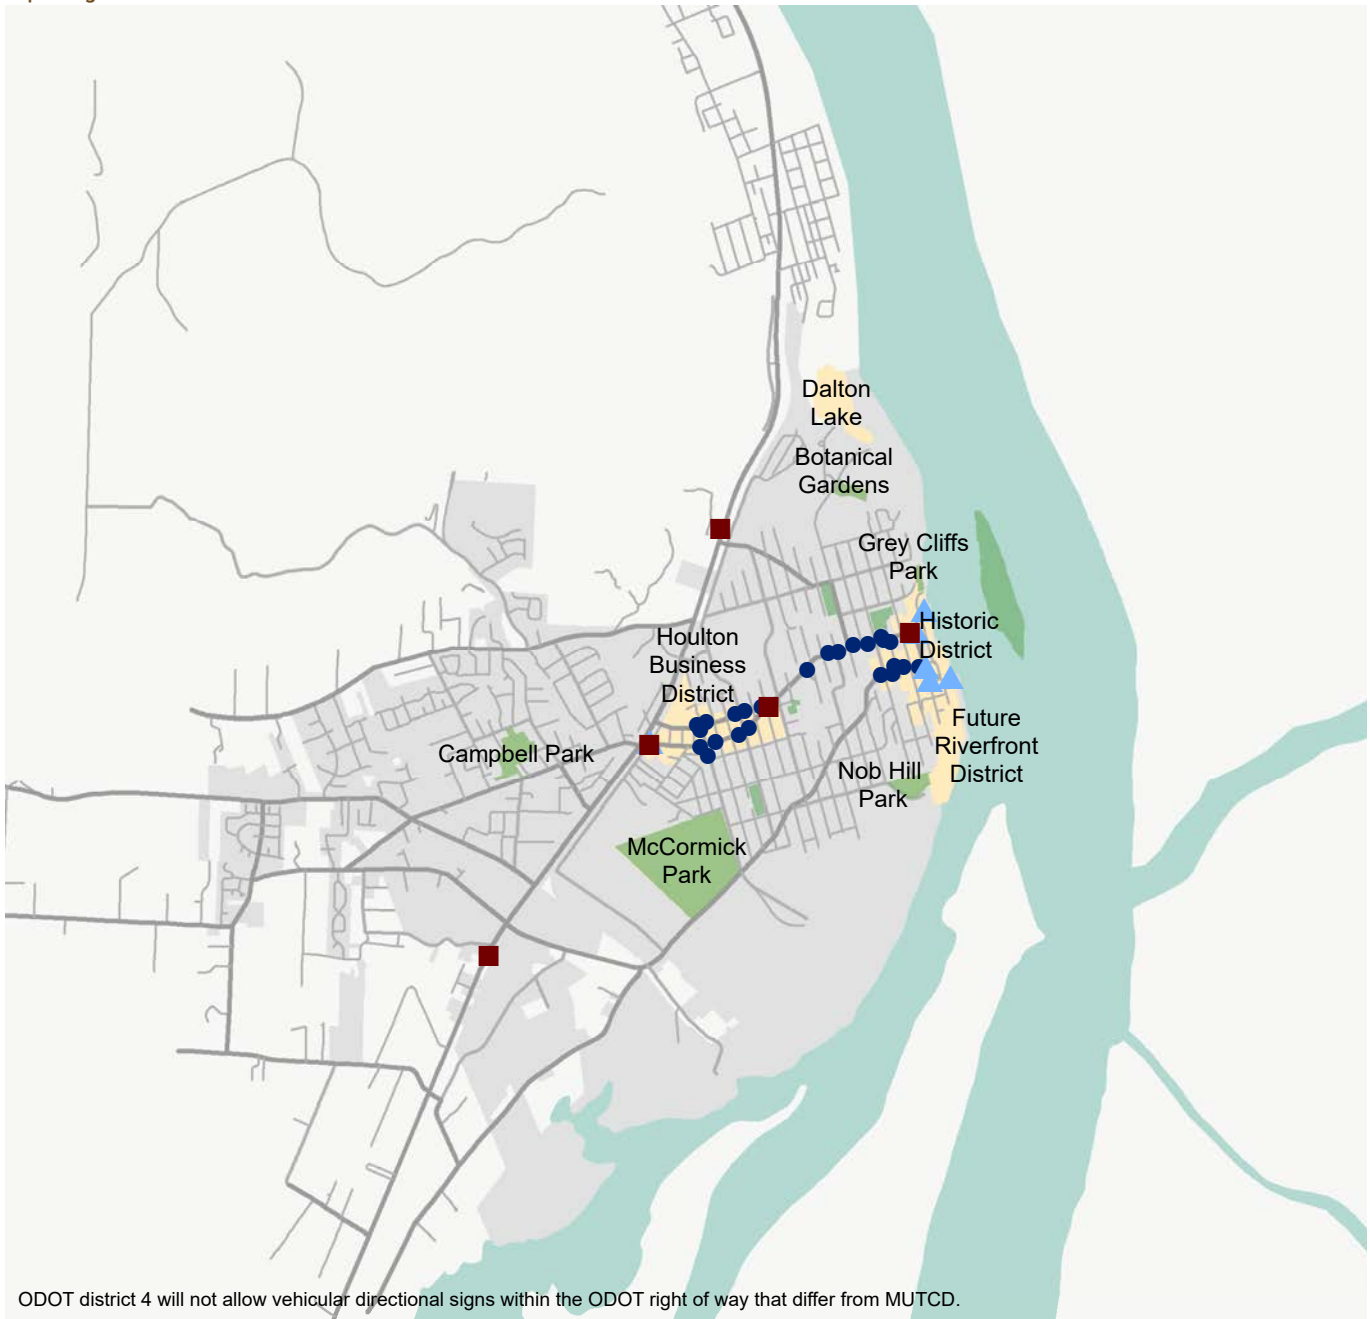 Dalton
Lake
Botanical
Gardens
Grey Cliffs
Park
Historic
District
Houlton
Business
District
Campbell Park
Future
Riverfront
District
Nob Hill
Park
McCormick
Park
ODOT district 4 will not allow vehicular directional signs within the ODOT right of way that differ from MUTCD.